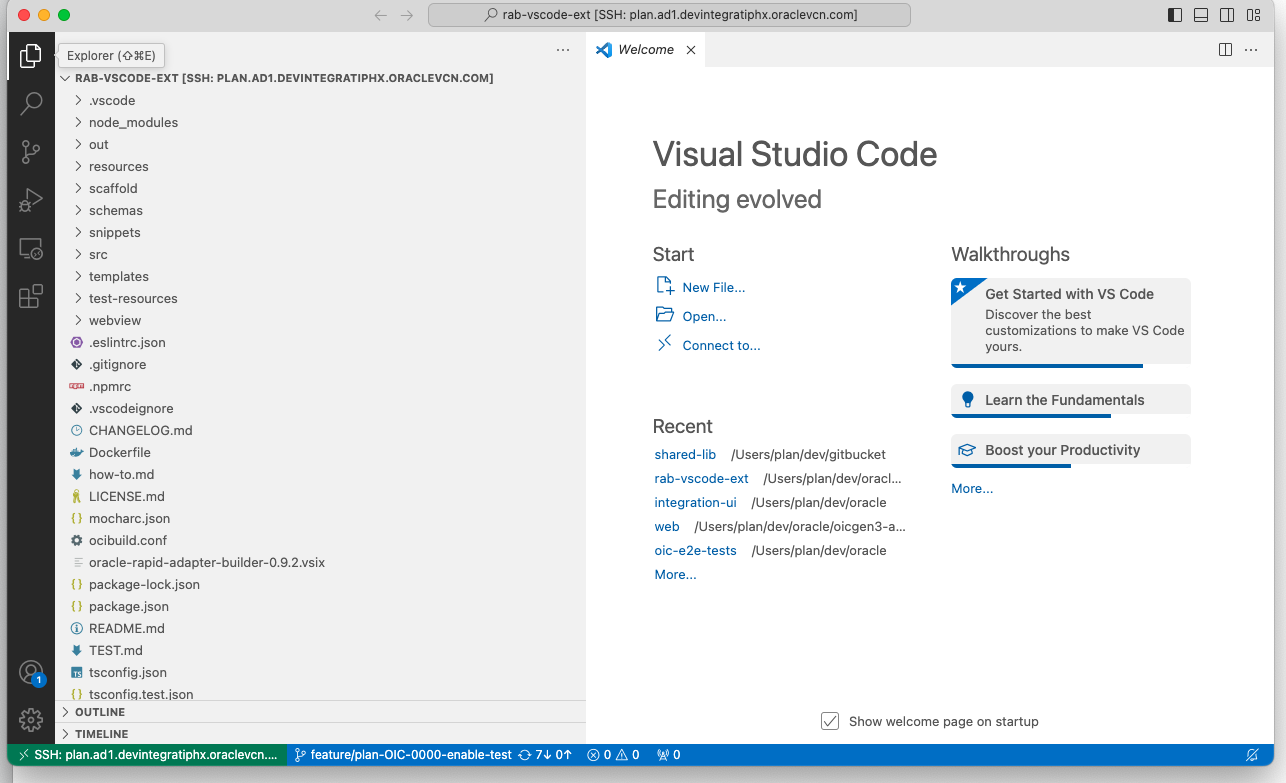 rab-vscode-ext [SSH: plan.ad1.devintegratiphx.oraclevcn.com]
Explorer (⇧⌘E)
Welcome
RAB-VSCODE-EXT [SSH: PLAN.AD1.DEVINTEGRATIPHX.ORACLEVCN.COM]
.vscode
node_modules
out
resources
scaffold
schemas
snippets
src
templates
test-resources
webview
.eslintrc.json
.gitignore
.npmrc
.vscodeignore
CHANGELOG.md
Dockerfile
how-to.md
LICENSE.md
mocharc.json
ocibuild.conf
oracle-rapid-adapter-builder-0.9.2.vsix
package-lock.json
package.json
README.md
TEST.md
tsconfig.json
tsconfig.test.json
OUTLINE
TIMELINE
Visual Studio Code
Editing evolved
Start
New File...
Open...
Connect to...
Recent
shared-lib /Users/plan/dev/gitbucket
rab-vscode-ext /Users/plan/dev/oracl...
integration-ui /Users/plan/dev/oracle
web /Users/plan/dev/oracle/oicgen3-a...
oic-e2e-tests /Users/plan/dev/oracle
More...
Walkthroughs
Get Started with VS Code
Discover the best
customizations to make VS Code
yours.
Learn the Fundamentals
Boost your Productivity
More...
Show welcome page on startup
1
SSH: plan.ad1.devintegratiphx.oraclevcn.... feature/plan-OIC-0000-enable-test 7↓ 0↑ 0 0 0